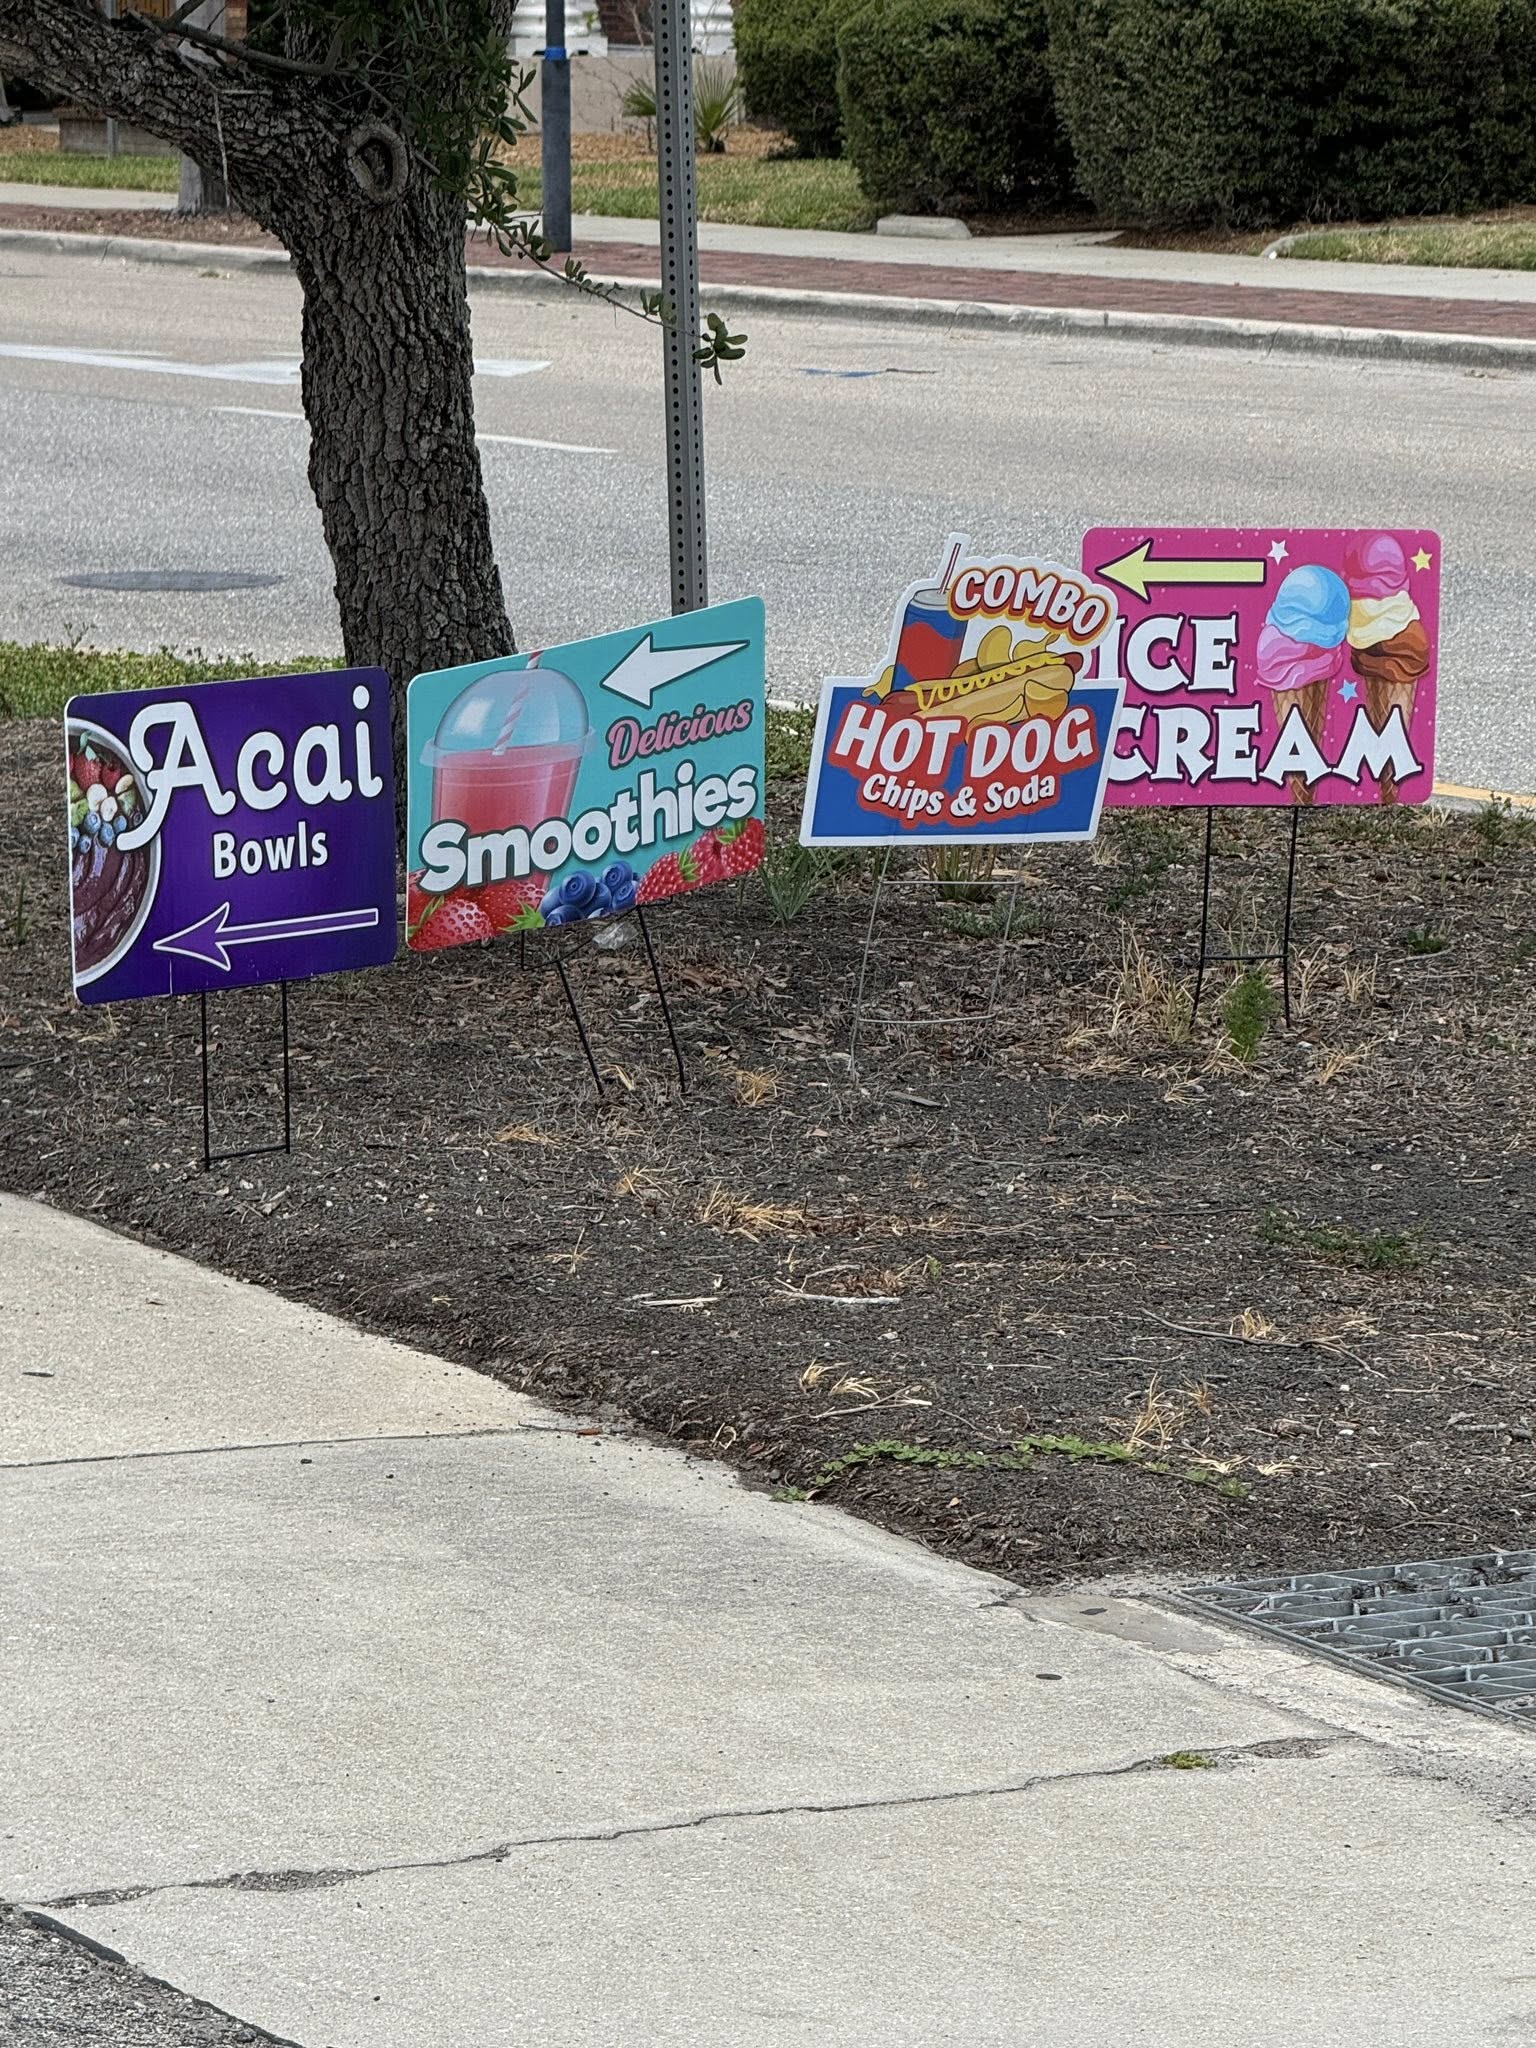 Acai
Bowls
Delicious
Smoothies
COMBO
HOT DOG
Chips & Soda
ICE
CREAM